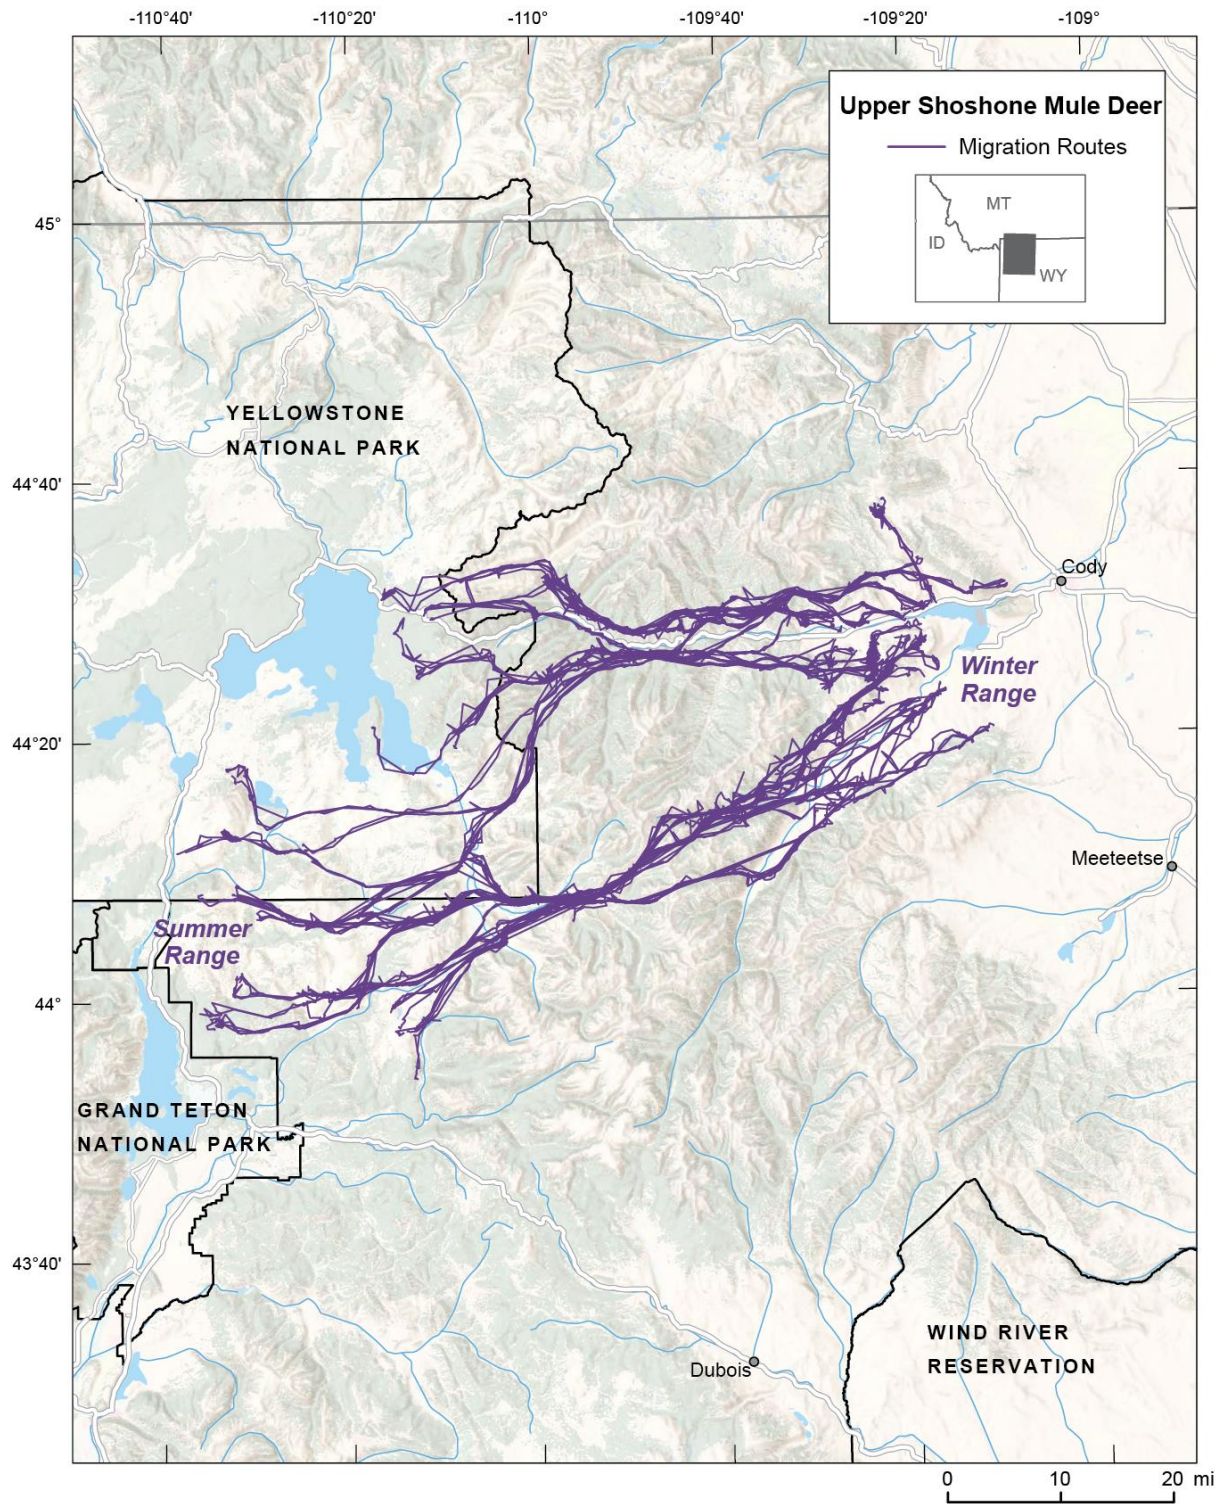 -110°40'
-110°20'
-110°
-109°40'
-109°20'
-109°
Upper Shoshone Mule Deer
Migration Routes
MT
ID
WY
45°
YELLOWSTONE
NATIONAL PARK
44°40'
Cody
Winter
Range
44°20'
Meeteetse
Summer
Range
44°
GRAND TETON
NATIONAL PARK
43°40'
WIND RIVER
RESERVATION
Dubois
0 10 20 mi